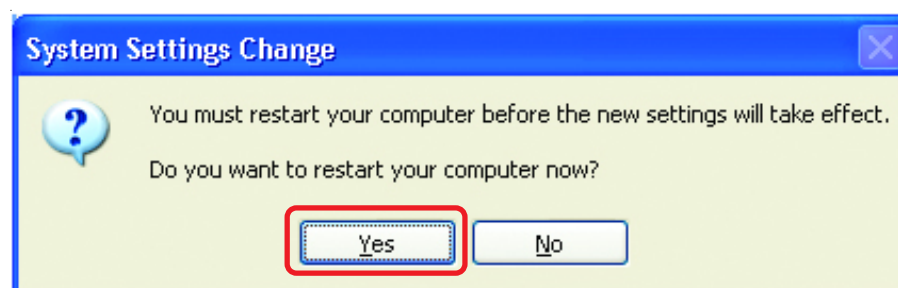 System Settings Change
You must restart your computer before the new settings will take effect.
Do you want to restart your computer now?
Yes No